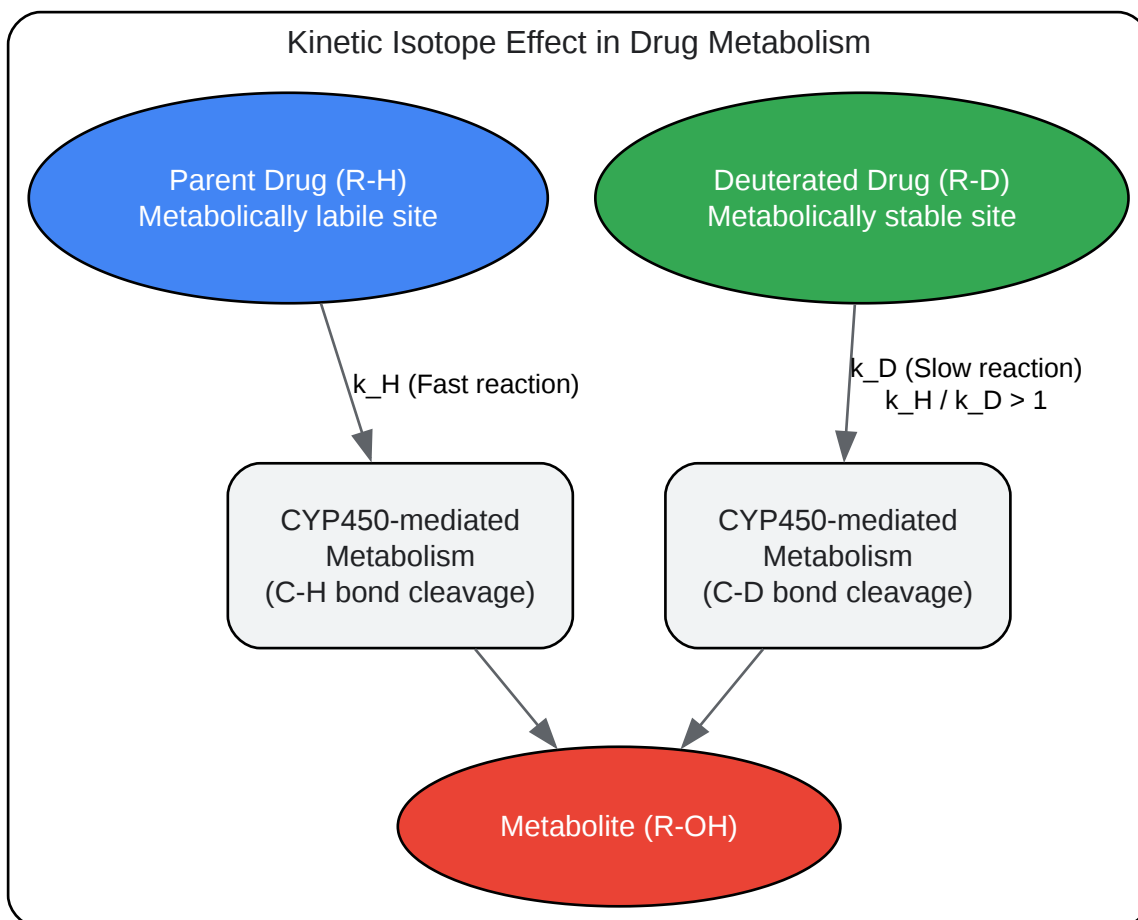 Kinetic Isotope Effect in Drug Metabolism
Parent Drug (R-H)
Metabolically labile site
Deuterated Drug (R-D)
Metabolically stable site
k_H (Fast reaction)
k_D (Slow reaction)
k_H / k_D > 1
CYP450-mediated
Metabolism
(C-H bond cleavage)
CYP450-mediated
Metabolism
(C-D bond cleavage)
Metabolite (R-OH)